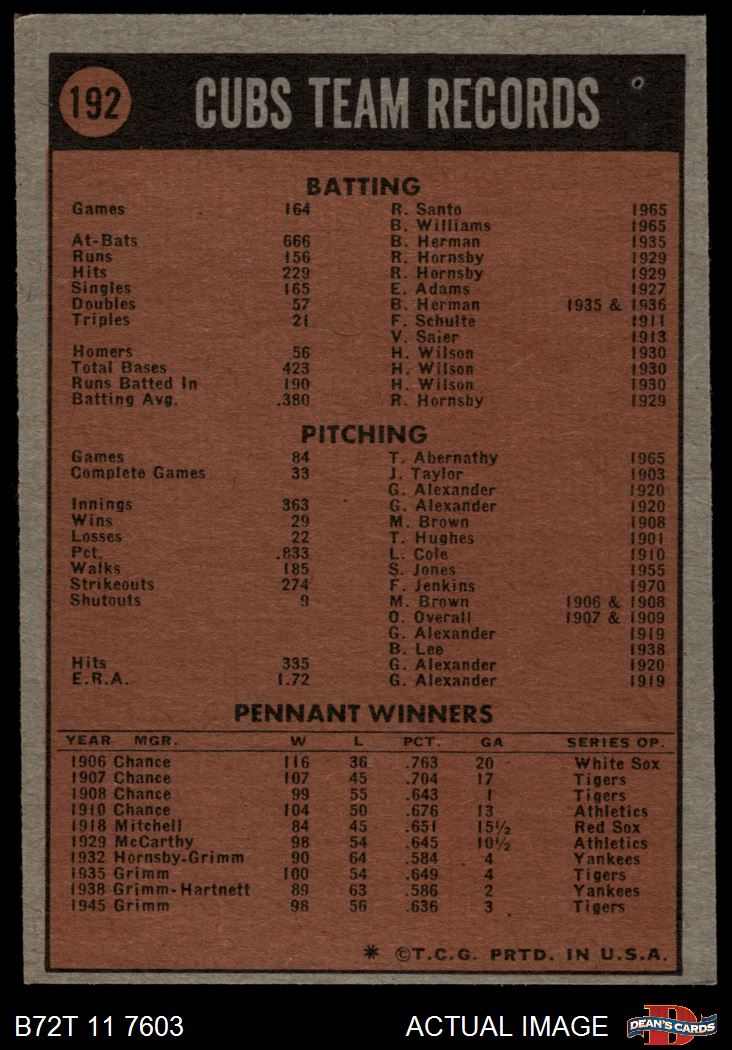 192 CUBS TEAM RECORDS
BATTING
Games 164 R. Santo 1965
B. Williams 1965
At-Bats 666 B. Herman 1935
Runs 156 R. Hornsby 1929
Hits 229 R. Hornsby 1929
Singles 165 E. Adams 1927
Doubles 57 B. Herman 1935 & 1936
Triples 21 F. Schulte 1911
V. Saier 1913
Homers 56 H. Wilson 1930
Total Bases 423 H. Wilson 1930
Runs Batted In 190 H. Wilson 1930
Batting Avg. .380 R. Hornsby 1929
PITCHING
Games 84 T. Abernathy 1965
Complete Games 33 J. Taylor 1903
G. Alexander 1920
Innings 363 G. Alexander 1920
Wins 29 M. Brown 1908
Losses 22 T. Hughes 1901
Pct. .833 L. Cole 1910
Walks 185 S. Jones 1955
Strikeouts 274 F. Jenkins 1970
Shutouts 9 M. Brown 1906 & 1908
O. Overall 1907 & 1909
G. Alexander 1919
B. Lee 1938
Hits 335 G. Alexander 1920
E.R.A. 1.72 G. Alexander 1919
PENNANT WINNERS
YEAR MGR. W L PCT. GA SERIES OP.
1906 Chance 116 36 .763 20 White Sox
1907 Chance 107 45 .704 17 Tigers
1908 Chance 99 55 .643 1 Tigers
1910 Chance 104 50 .676 13 Athletics
1918 Mitchell 84 45 .651 15½ Red Sox
1929 McCarthy 98 54 .645 10½ Athletics
1932 Hornsby-Grimm 90 64 .584 4 Yankees
1935 Grimm 100 54 .649 4 Tigers
1938 Grimm-Hartnett 89 63 .586 2 Yankees
1945 Grimm 98 56 .636 3 Tigers
* ©T.C.G. PRTD. IN U.S.A.
B72T 11 7603 ACTUAL IMAGE DEAN'S CARDS